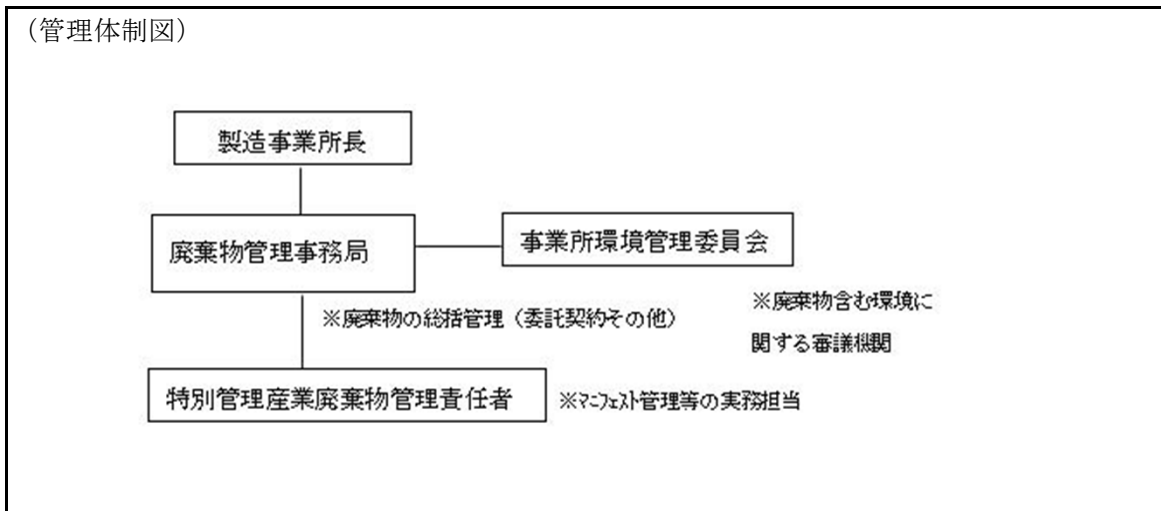 （管理体制図）
製造事業所長
廃棄物管理事務局
事業所環境管理委員会
※廃棄物の総括管理（委託契約その他）
※廃棄物含む環境に
関する審議機関
特別管理産業廃棄物管理責任者
※ﾏﾆﾌｪｽﾄ管理等の実務担当